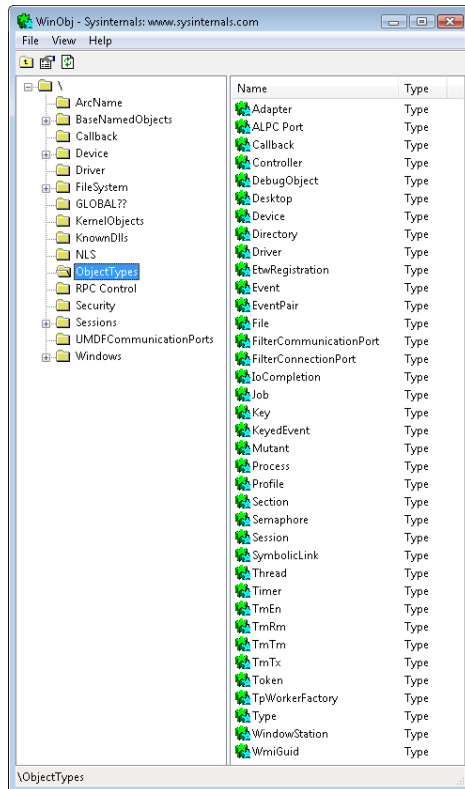 WinObj - Sysinternals: www.sysinternals.com
File View Help
\
ArcName
BaseNamedObjects
Callback
Device
Driver
FileSystem
GLOBAL??
KernelObjects
KnownDlls
NLS
ObjectTypes
RPC Control
Security
Sessions
UMDFCommunicationPorts
Windows
Name Type
Adapter Type
ALPC Port Type
Callback Type
Controller Type
DebugObject Type
Desktop Type
Device Type
Directory Type
Driver Type
EtwRegistration Type
Event Type
EventPair Type
File Type
FilterCommunicationPort Type
FilterConnectionPort Type
IoCompletion Type
Job Type
Key Type
KeyedEvent Type
Mutant Type
Process Type
Profile Type
Section Type
Semaphore Type
Session Type
SymbolicLink Type
Thread Type
Timer Type
TmEn Type
TmRm Type
TmTm Type
TmTx Type
Token Type
TpWorkerFactory Type
Type Type
WindowStation Type
WmiGuid Type
\ObjectTypes